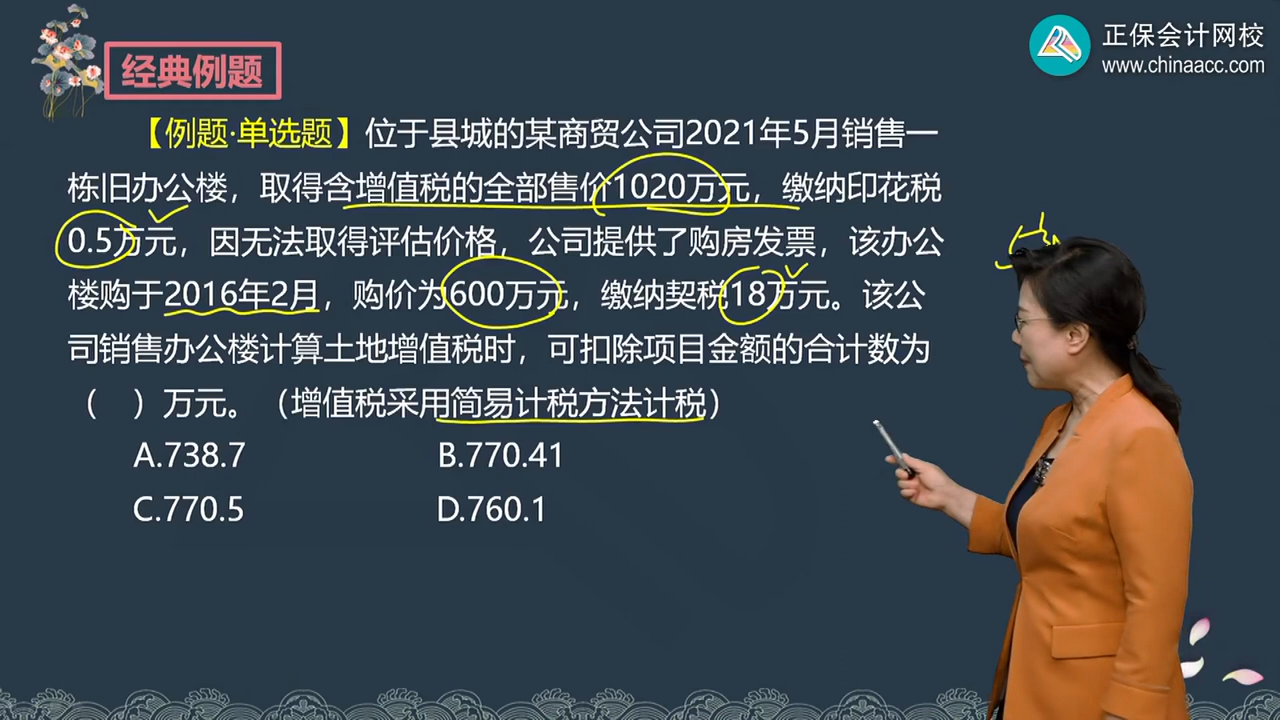 正保会计网校
www.chinaacc.com
经典例题
【例题·单选题】位于县城的某商贸公司2021年5月销售一
栋旧办公楼，取得含增值税的全部售价1020万元，缴纳印花税
0.5万元，因无法取得评估价格，公司提供了购房发票，该办公
楼购于2016年2月，购价为600万元，缴纳契税18万元。该公
司销售办公楼计算土地增值税时，可扣除项目金额的合计数为
（　）万元。（增值税采用简易计税方法计税）
A.738.7 B.770.41
C.770.5 D.760.1